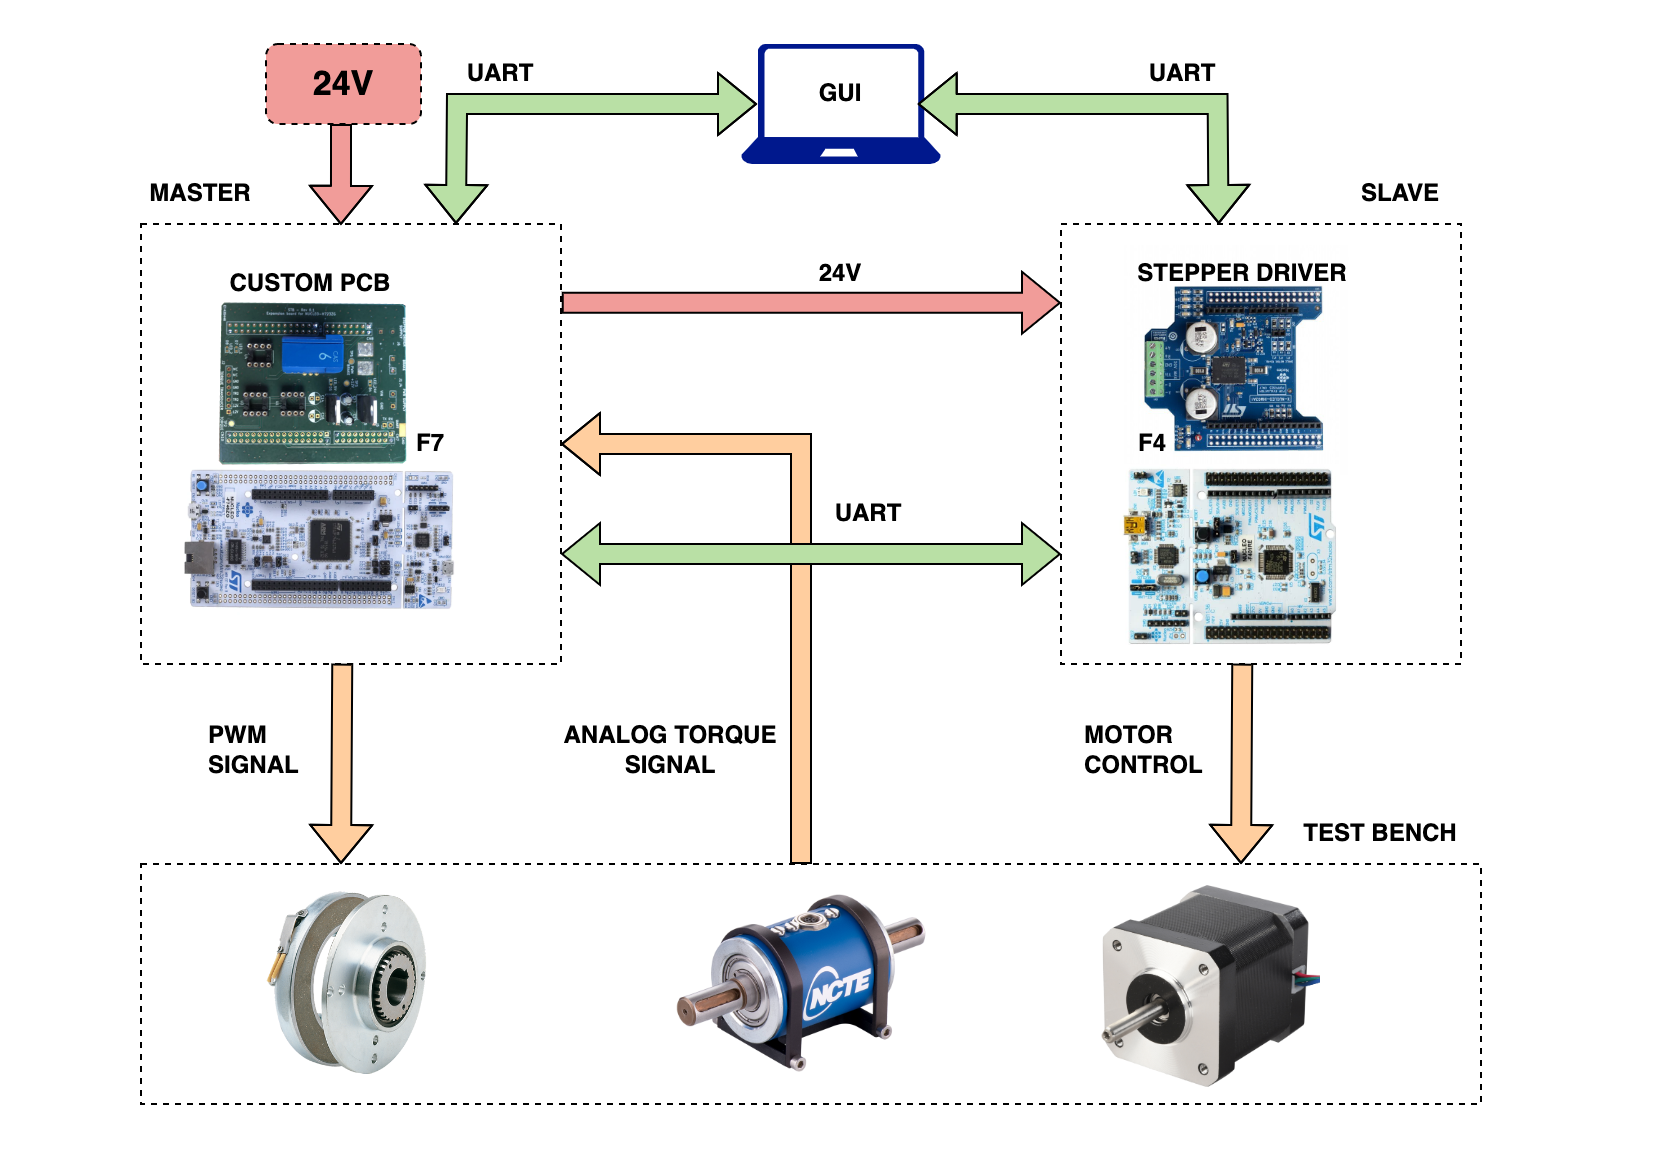 24V
UART
GUI
UART
MASTER
SLAVE
CUSTOM PCB
24V
STEPPER DRIVER
F7
F4
UART
PWM
SIGNAL
ANALOG TORQUE
SIGNAL
MOTOR
CONTROL
TEST BENCH
NCTE